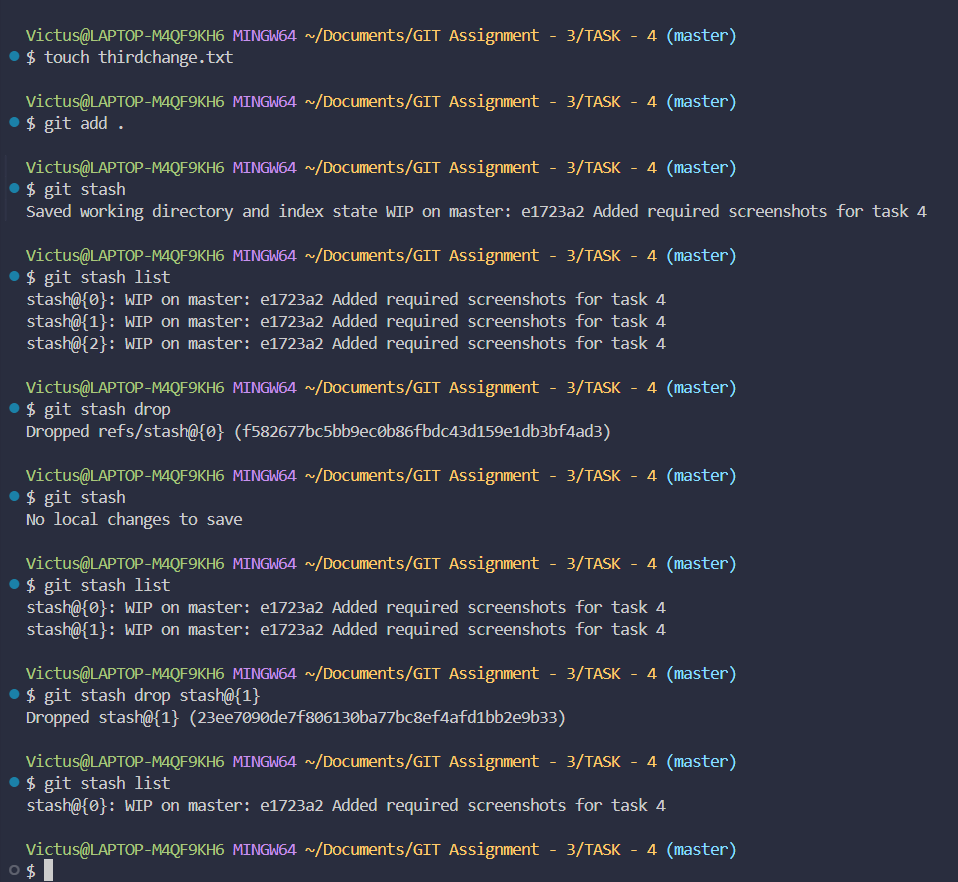 Victus@LAPTOP-M4QF9KH6 MINGW64 ~/Documents/GIT Assignment - 3/TASK - 4 (master)
$ touch thirdchange.txt
Victus@LAPTOP-M4QF9KH6 MINGW64 ~/Documents/GIT Assignment - 3/TASK - 4 (master)
$ git add .
Victus@LAPTOP-M4QF9KH6 MINGW64 ~/Documents/GIT Assignment - 3/TASK - 4 (master)
$ git stash
Saved working directory and index state WIP on master: e1723a2 Added required screenshots for task 4
Victus@LAPTOP-M4QF9KH6 MINGW64 ~/Documents/GIT Assignment - 3/TASK - 4 (master)
$ git stash list
stash@{0}: WIP on master: e1723a2 Added required screenshots for task 4
stash@{1}: WIP on master: e1723a2 Added required screenshots for task 4
stash@{2}: WIP on master: e1723a2 Added required screenshots for task 4
Victus@LAPTOP-M4QF9KH6 MINGW64 ~/Documents/GIT Assignment - 3/TASK - 4 (master)
$ git stash drop
Dropped refs/stash@{0} (f582677bc5bb9ec0b86fbdc43d159e1db3bf4ad3)
Victus@LAPTOP-M4QF9KH6 MINGW64 ~/Documents/GIT Assignment - 3/TASK - 4 (master)
$ git stash
No local changes to save
Victus@LAPTOP-M4QF9KH6 MINGW64 ~/Documents/GIT Assignment - 3/TASK - 4 (master)
$ git stash list
stash@{0}: WIP on master: e1723a2 Added required screenshots for task 4
stash@{1}: WIP on master: e1723a2 Added required screenshots for task 4
Victus@LAPTOP-M4QF9KH6 MINGW64 ~/Documents/GIT Assignment - 3/TASK - 4 (master)
$ git stash drop stash@{1}
Dropped stash@{1} (23ee7090de7f806130ba77bc8ef4afd1bb2e9b33)
Victus@LAPTOP-M4QF9KH6 MINGW64 ~/Documents/GIT Assignment - 3/TASK - 4 (master)
$ git stash list
stash@{0}: WIP on master: e1723a2 Added required screenshots for task 4
Victus@LAPTOP-M4QF9KH6 MINGW64 ~/Documents/GIT Assignment - 3/TASK - 4 (master)
$